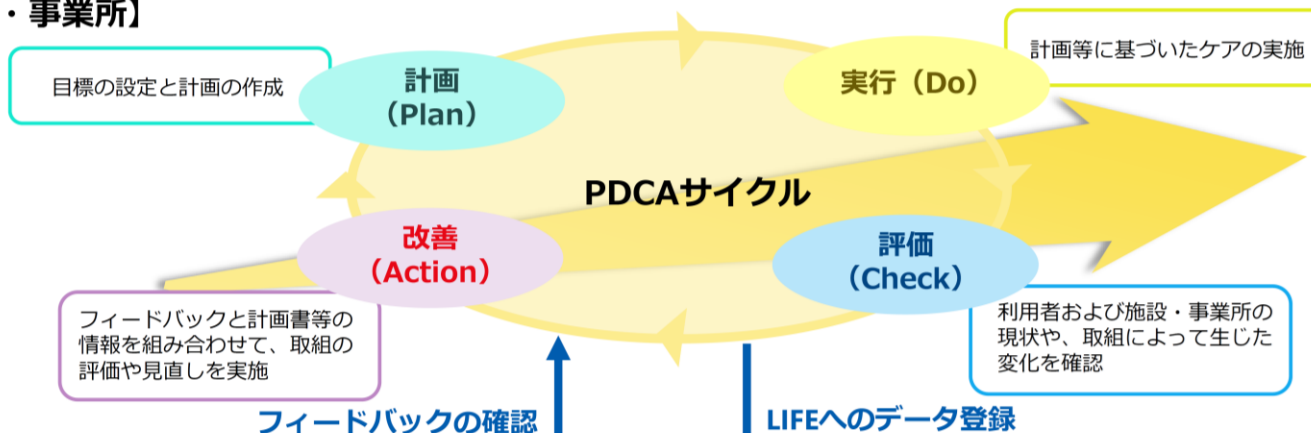 ・事業所】
目標の設定と計画の作成
計画
（Plan）
実行（Do）
計画等に基づいたケアの実施
PDCAサイクル
改善
（Action）
評価
（Check）
フィードバックと計画書等の
情報を組み合わせて、取組の
評価や見直しを実施
利用者および施設・事業所の
現状や、取組によって生じた
変化を確認
フィードバックの確認
LIFEへのデータ登録